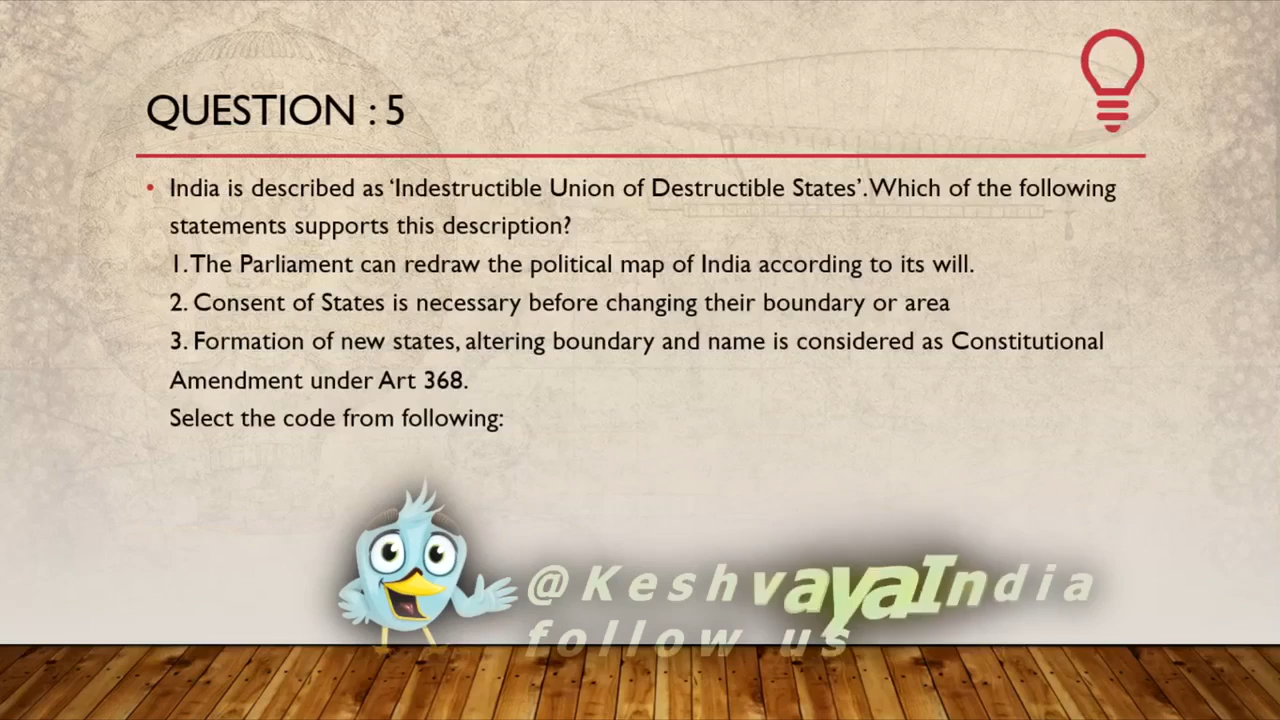 QUESTION : 5
• India is described as ‘Indestructible Union of Destructible States’. Which of the following
statements supports this description?
1. The Parliament can redraw the political map of India according to its will.
2. Consent of States is necessary before changing their boundary or area
3. Formation of new states, altering boundary and name is considered as Constitutional
Amendment under Art 368.
Select the code from following:
@KeshvayaIndia
follow us